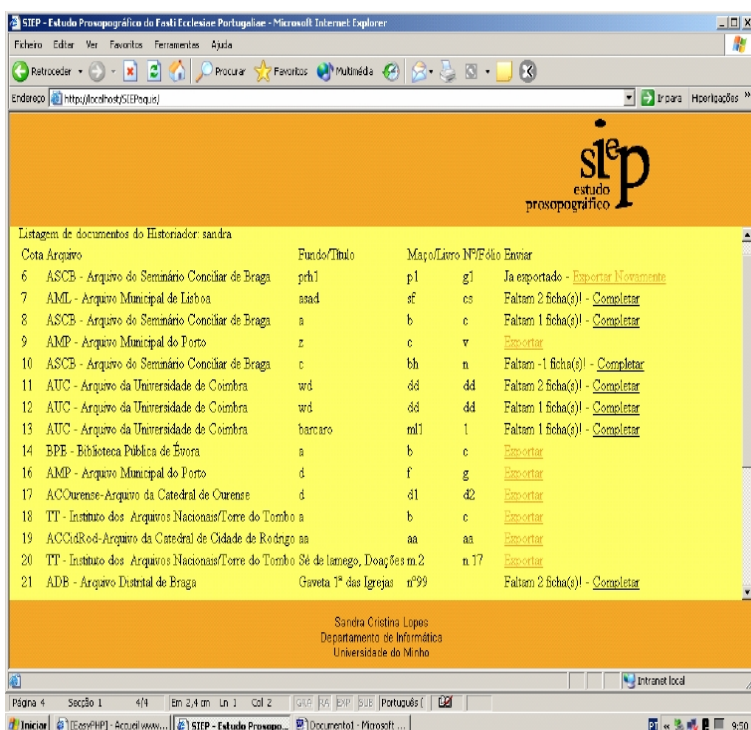 SIEP - Estudo Prosopográfico do Fasti Ecclesiae Portugaliae - Microsoft Internet Explorer
Ficheiro Editar Ver Favoritos Ferramentas Ajuda
Retroceder Procurar Favoritos Multimédia
Endereço http://localhost/SIEPaquis/ Ir para Hiperligações »
siep
estudo
prosopográfico
Listagem de documentos do Historiador: sandra
Cota Arquivo Fundo/Título Maço/Livro Nº/Fólio Enviar
6 ASCB - Arquivo do Seminário Conciliar de Braga prh1 p1 g1 Ja exportado - Exportar Novamente
7 AML - Arquivo Municipal de Lisboa asad sf cs Faltam 2 ficha(s)! - Completar
8 ASCB - Arquivo do Seminário Conciliar de Braga a b c Faltam 1 ficha(s)! - Completar
9 AMP - Arquivo Municipal do Porto z c v Exportar
10 ASCB - Arquivo do Seminário Conciliar de Braga c bh n Faltam -1 ficha(s)! - Completar
11 AUC - Arquivo da Universidade de Coimbra wd dd dd Faltam 2 ficha(s)! - Completar
12 AUC - Arquivo da Universidade de Coimbra wd dd dd Faltam 1 ficha(s)! - Completar
13 AUC - Arquivo da Universidade de Coimbra barcaro ml1 1 Faltam 1 ficha(s)! - Completar
14 BPE - Biblioteca Pública de Évora a b c Exportar
16 AMP - Arquivo Municipal do Porto d f g Exportar
17 ACOurense-Arquivo da Catedral de Ourense d d1 d2 Exportar
18 TT - Instituto dos Arquivos Nacionais/Torre do Tombo a b c Exportar
19 ACCidRod-Arquivo da Catedral de Cidade de Rodrigo aa aa aa Exportar
20 TT - Instituto dos Arquivos Nacionais/Torre do Tombo Sé de lamego, Doações m.2 n.17 Exportar
21 ADB - Arquivo Distrital de Braga Gaveta 1ª das Igrejas nº99 Faltam 2 ficha(s)! - Completar
Sandra Cristina Lopes
Departamento de Informática
Universidade do Minho
Intranet local
Página 4 Secção 1 4/4 Em 2,4 cm Ln 1 Col 2 GRA RA EXP SUB Português (
Iniciar [EasyPHP] - Accueil www... SIEP - Estudo Prosopo... Documento1 - Microsoft ... PT « 9:50